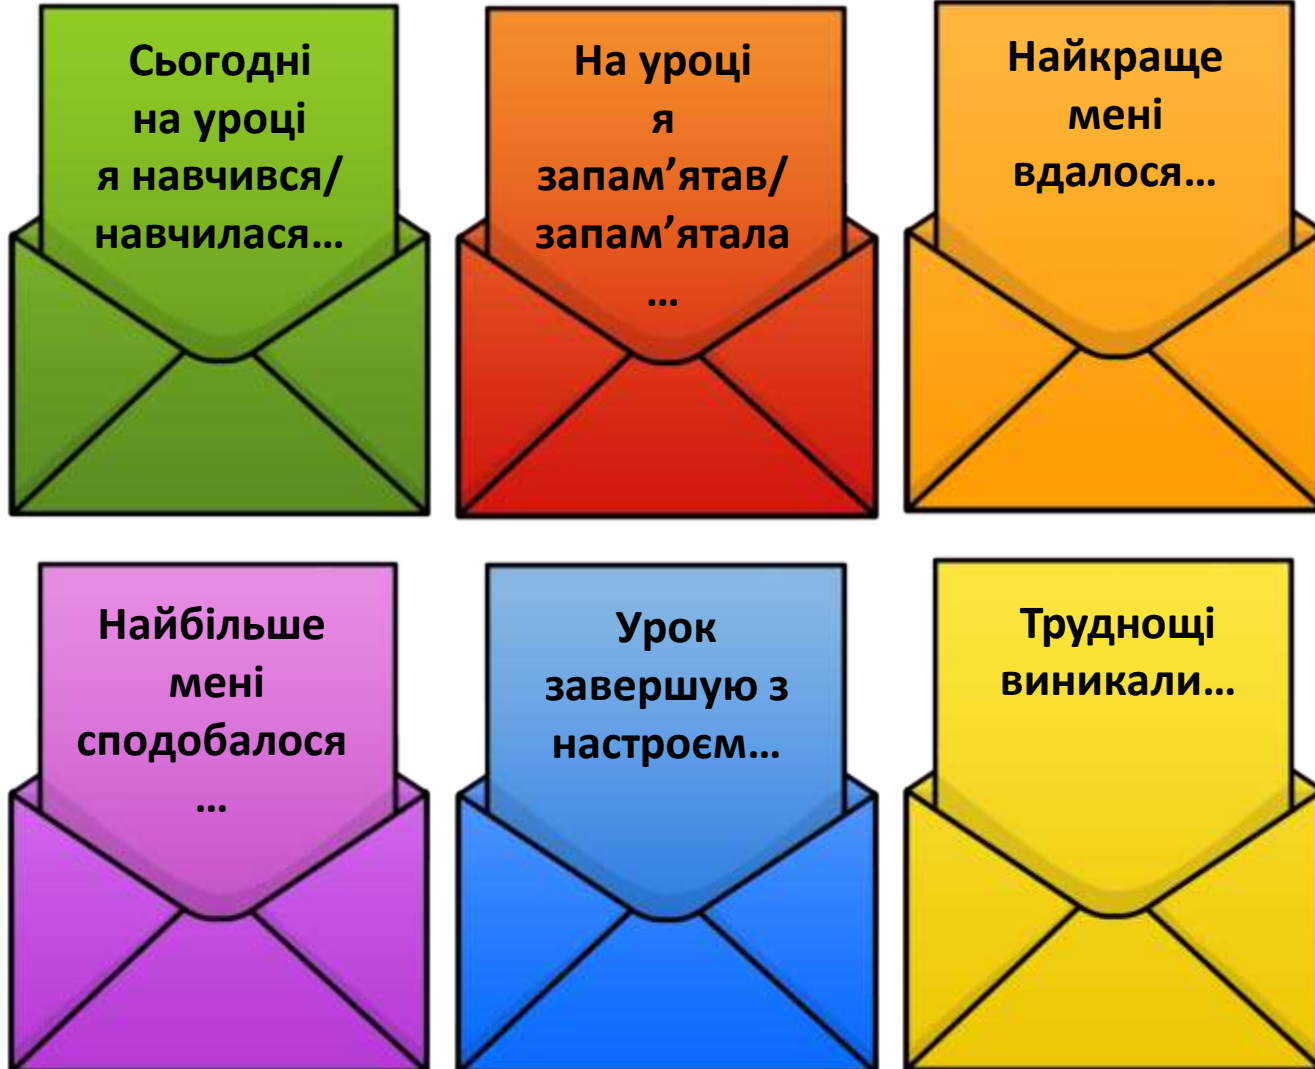 Сьогодні
на уроці
я навчився/
навчилася…
На уроці
я
запам’ятав/
запам’ятала
…
Найкраще
мені
вдалося…
Найбільше
мені
сподобалося
…
Урок
завершую з
настроєм…
Труднощі
виникали…